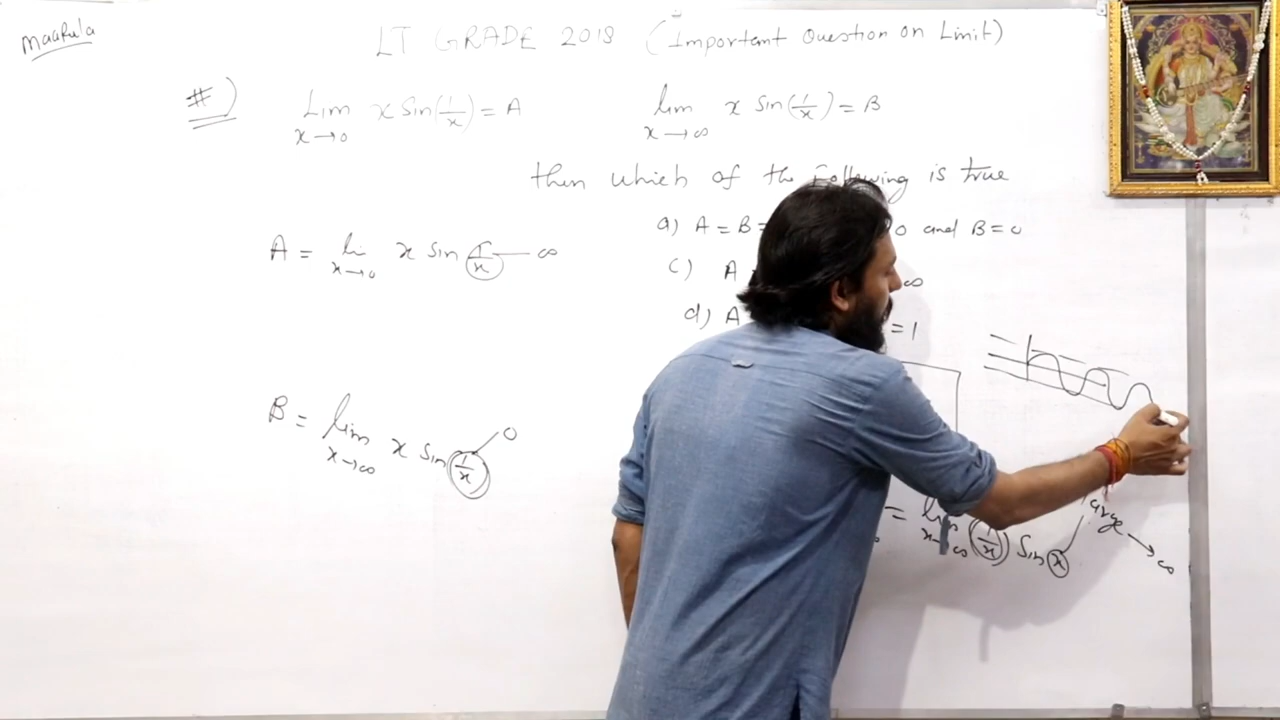 Maarula
LT GRADE 2018 (Important Question on Limit)
#) Lim x→0 x Sin(1/x) = A lim x→∞ x Sin(1/x) = B
then which of the following is true
a) A = B = 0 and B = 0
A = lim x→0 x sin 1/x — ∞
c) A ∞
d) A = 1
B = lim x→∞ x sin 1/x 0
= lim x→∞ (1/x) Sin x large → ∞